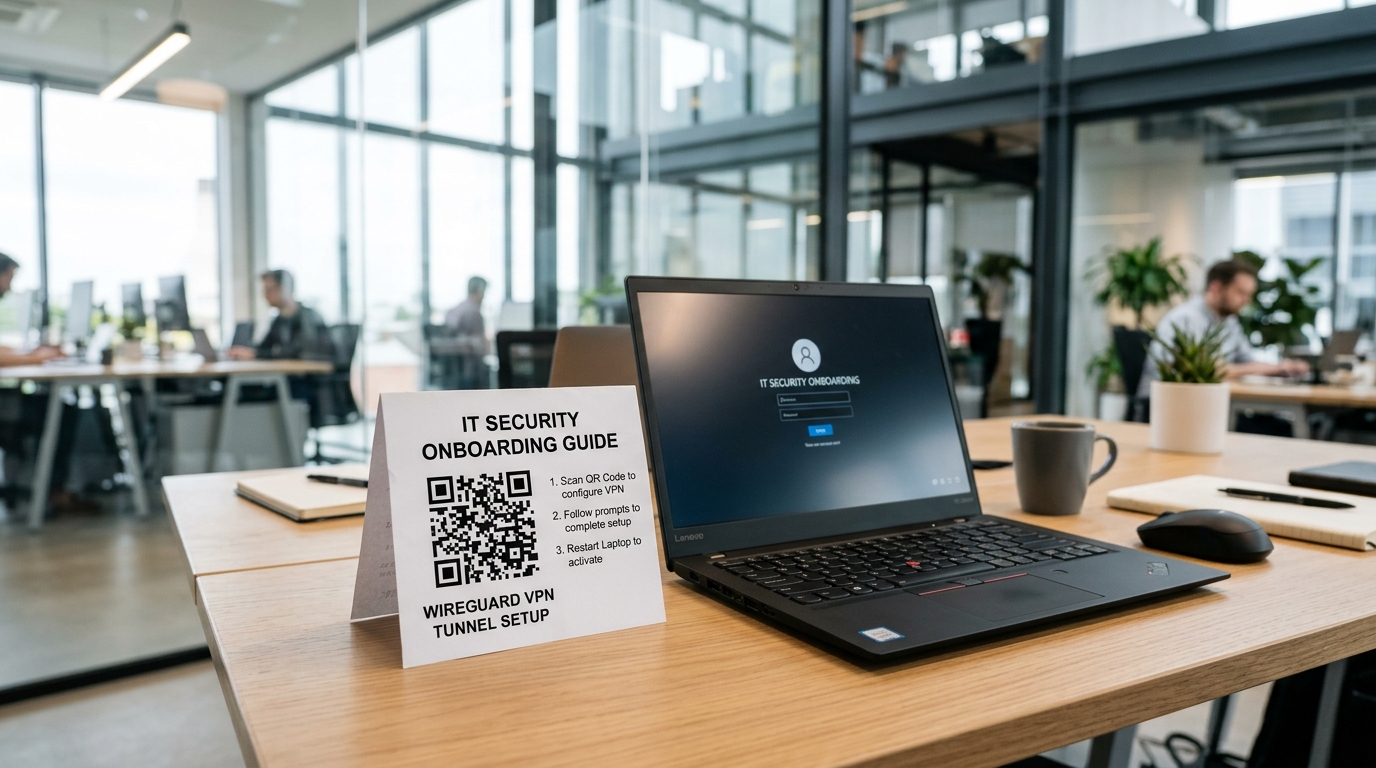 IT SECURITY
ONBOARDING GUIDE
1. Scan QR Code to
configure VPN
2. Follow prompts to
complete setup
3. Restart Laptop to
activate
WIREGUARD VPN
TUNNEL SETUP
IT SECURITY ONBOARDING
Lenovo